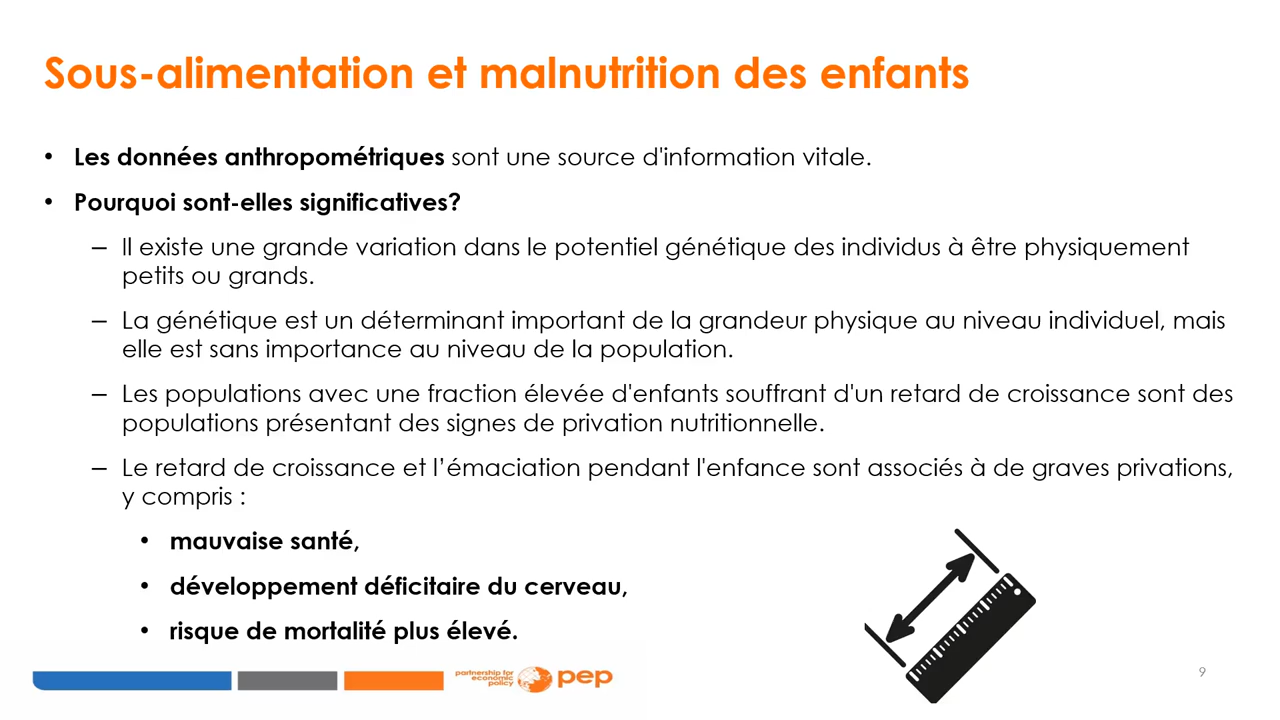 Sous-alimentation et malnutrition des enfants
• Les données anthropométriques sont une source d'information vitale.
• Pourquoi sont-elles significatives?
– Il existe une grande variation dans le potentiel génétique des individus à être physiquement
petits ou grands.
– La génétique est un déterminant important de la grandeur physique au niveau individuel, mais
elle est sans importance au niveau de la population.
– Les populations avec une fraction élevée d'enfants souffrant d'un retard de croissance sont des
populations présentant des signes de privation nutritionnelle.
– Le retard de croissance et l’émaciation pendant l'enfance sont associés à de graves privations,
y compris :
• mauvaise santé,
• développement déficitaire du cerveau,
• risque de mortalité plus élevé.
partnership for
economic
policy
pep
9